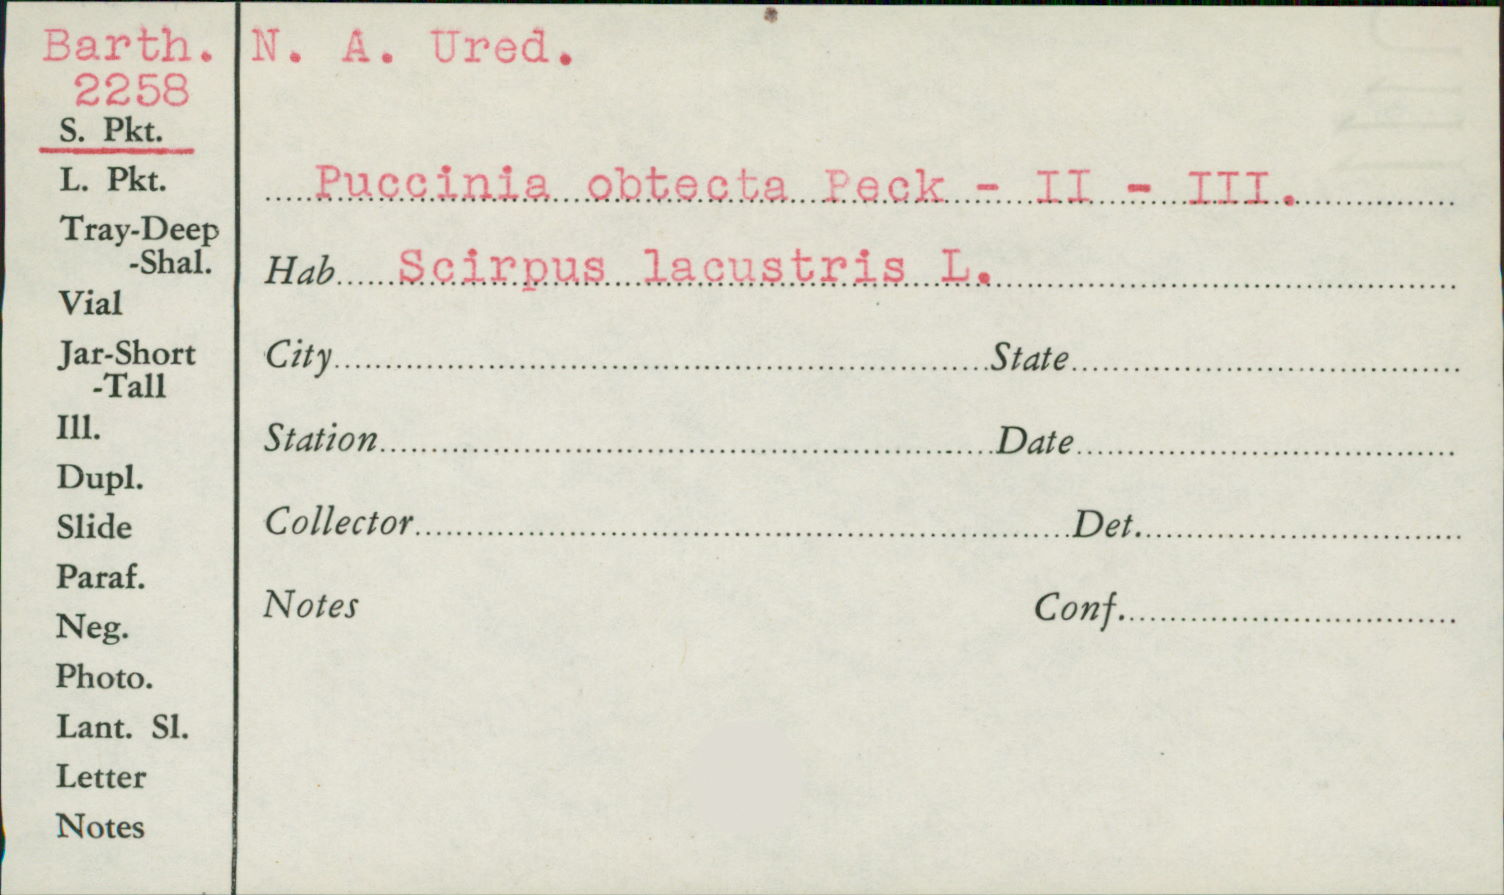 Barth. N. A. Ured.
2258
S. Pkt.
L. Pkt.
Tray-Deep
-Shal.
Vial
Jar-Short
-Tall
Ill.
Dupl.
Slide
Paraf.
Neg.
Photo.
Lant. Sl.
Letter
Notes
Puccinia obtecta Peck - II - III.
Hab Scirpus lacustris L.
City State
Station Date
Collector Det.
Notes Conf.